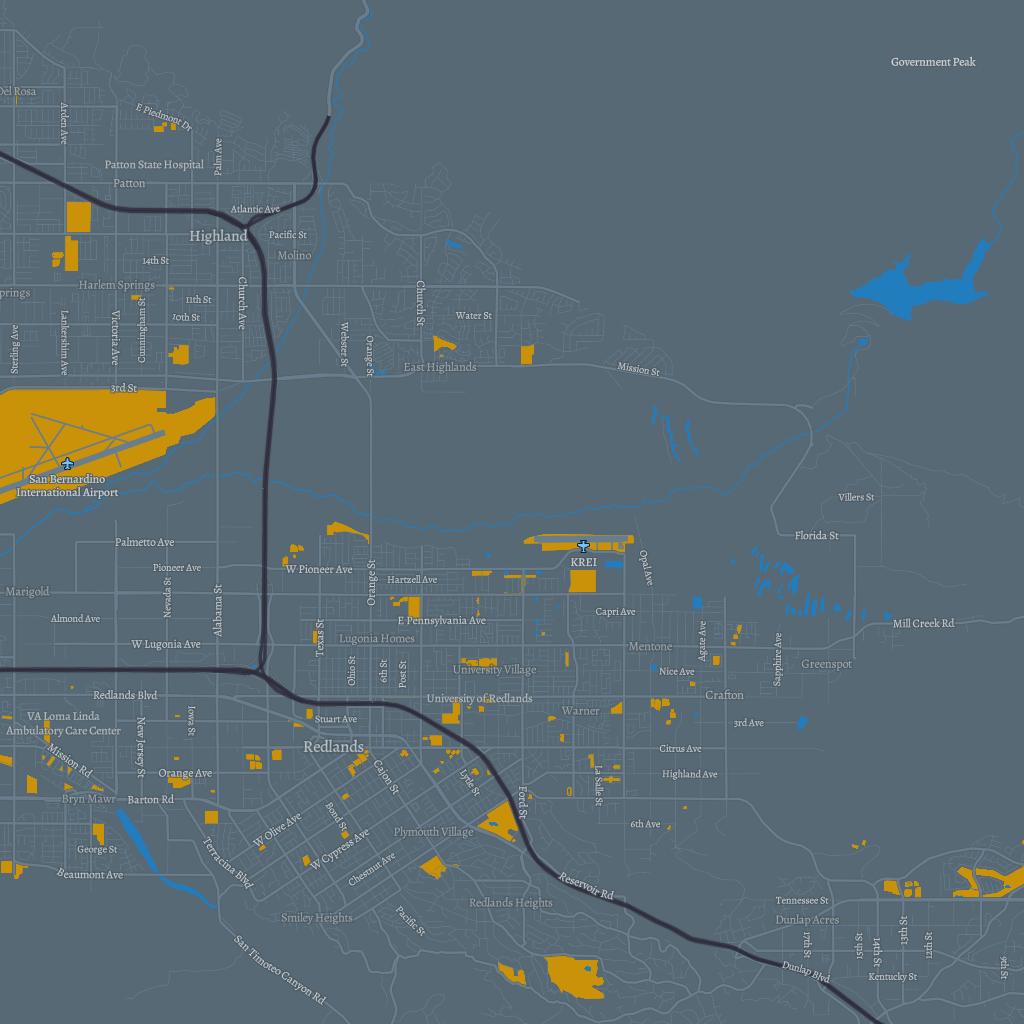 Government Peak
Del Rosa
Arden Ave
E Piedmont Dr
Palm Ave
Patton State Hospital
Patton
Atlantic Ave
Highland
Pacific St
Molino
14th St
Harlem Springs
prings
11th St
10th St
Church Ave
Church St
Water St
Sterling Ave
Lankershim Ave
Victoria Ave
Cunningham St
Webster St
Orange St
East Highlands
Mission St
3rd St
San Bernardino
International Airport
Villers St
Florida St
Palmetto Ave
Pioneer Ave
W Pioneer Ave
KREI
Opal Ave
Hartzell Ave
Orange St
Marigold
Nevada St
Alabama St
Almond Ave
Capri Ave
E Pennsylvania Ave
Mill Creek Rd
W Lugonia Ave
Texas St
Lugonia Homes
Mentone
Agate Ave
Sapphire Ave
Greenspot
Ohio St
6th St
Post St
University Village
Nice Ave
Redlands Blvd
University of Redlands
Crafton
VA Loma Linda
Ambulatory Care Center
Iowa St
Stuart Ave
Warner
3rd Ave
New Jersey St
Redlands
Citrus Ave
Mission Rd
Orange Ave
Cajon St
Lyle St
La Salle St
Highland Ave
Bryn Mawr
Barton Rd
Ford St
Bond St
W Olive Ave
Plymouth Village
6th Ave
George St
Terracina Blvd
W Cypress Ave
Chestnut Ave
Beaumont Ave
Reservoir Rd
Redlands Heights
Tennessee St
Smiley Heights
Pacific St
Dunlap Acres
17th St
15th St
14th St
13th St
12th St
9th St
San Timoteo Canyon Rd
Dunlap Blvd
Kentucky St